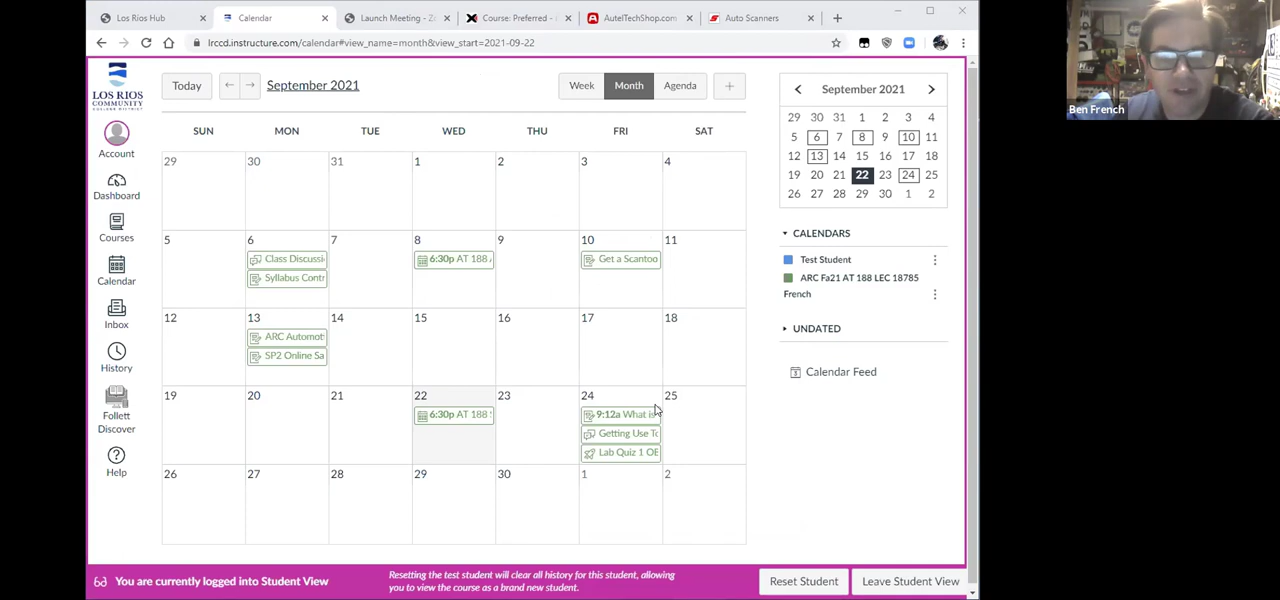 Los Rios Hub
Calendar
Launch Meeting - Z
Course: Preferred -
AutelTechShop.com
Auto Scanners
lrccd.instructure.com/calendar#view_name=month&view_start=2021-09-22
LOS RIOS
COMMUNITY
COLLEGE DISTRICT
Account
Dashboard
Courses
Calendar
Inbox
History
Follett
Discover
Help
Today
September 2021
Week
Month
Agenda
SUN MON TUE WED THU FRI SAT
29 30 31 1 2 3 4
5 6 7 8 9 10 11
Class Discussi
6:30p AT 188
Get a Scantoo
Syllabus Contr
12 13 14 15 16 17 18
ARC Automot
SP2 Online Sa
19 20 21 22 23 24 25
6:30p AT 188
9:12a What is
Getting Use To
Lab Quiz 1 OB
26 27 28 29 30 1 2
September 2021
29 30 31 1 2 3 4
5 6 7 8 9 10 11
12 13 14 15 16 17 18
19 20 21 22 23 24 25
26 27 28 29 30 1 2
CALENDARS
Test Student
ARC Fa21 AT 188 LEC 18785
French
UNDATED
Calendar Feed
You are currently logged into Student View
Resetting the test student will clear all history for this student, allowing
you to view the course as a brand new student.
Reset Student
Leave Student View
Ben French